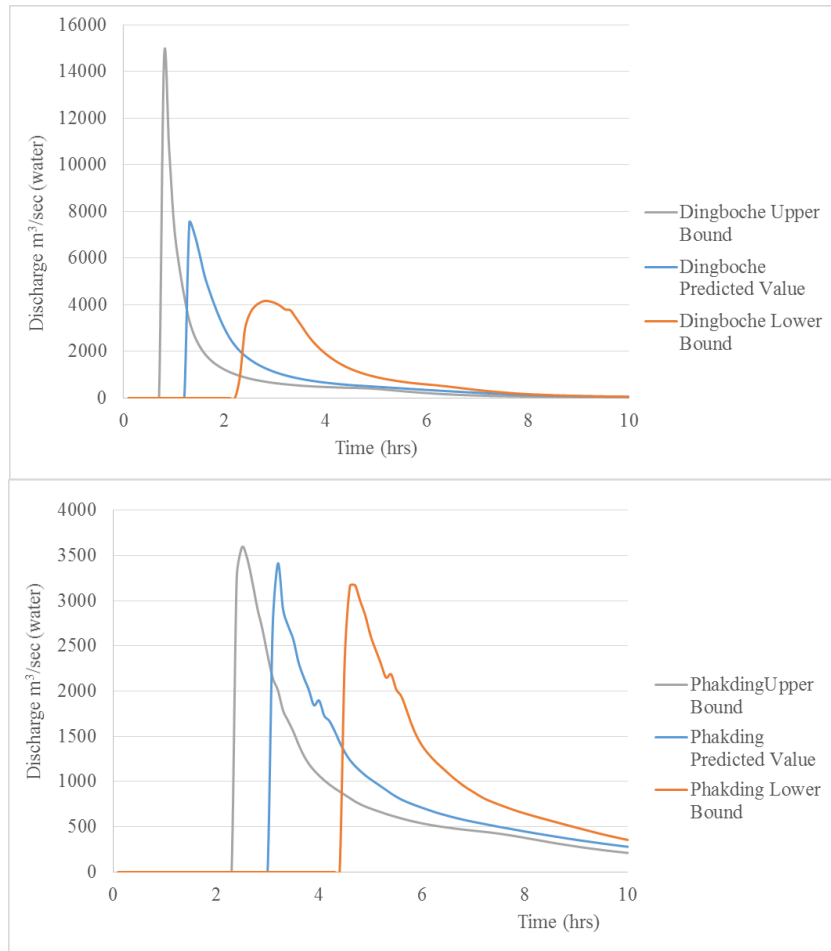 16000
14000
12000
10000
8000
6000
4000
2000
0
Discharge m³/sec (water)
0 2 4 6 8 10
Time (hrs)
Dingboche Upper
Bound
Dingboche
Predicted Value
Dingboche Lower
Bound
4000
3500
3000
2500
2000
1500
1000
500
0
Discharge m³/sec (water)
0 2 4 6 8 10
Time (hrs)
PhakdingUpper
Bound
Phakding
Predicted Value
Phakding Lower
Bound